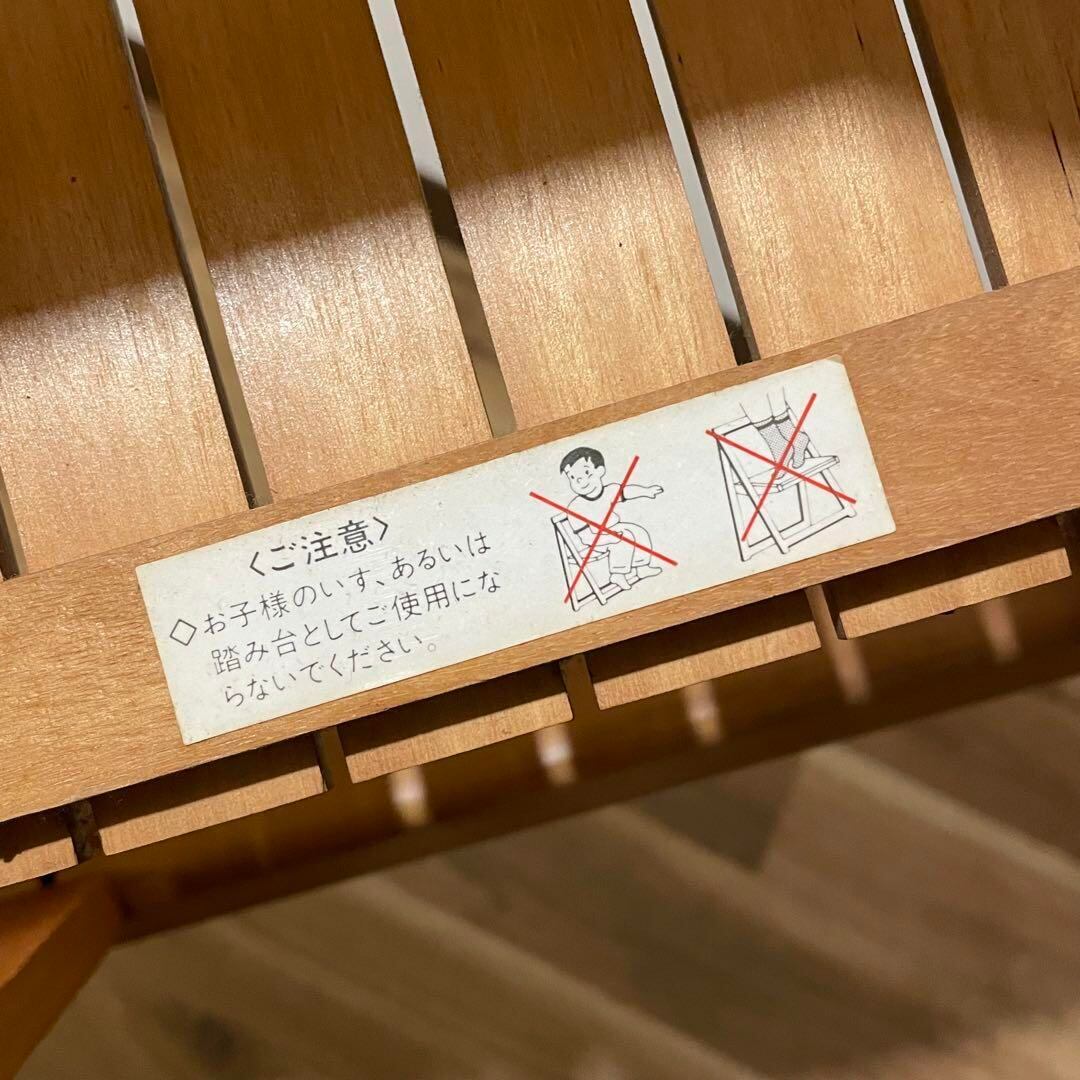 〈ご注意〉
◇お子様のいす、あるいは
踏み台としてご使用にな
らないでください。